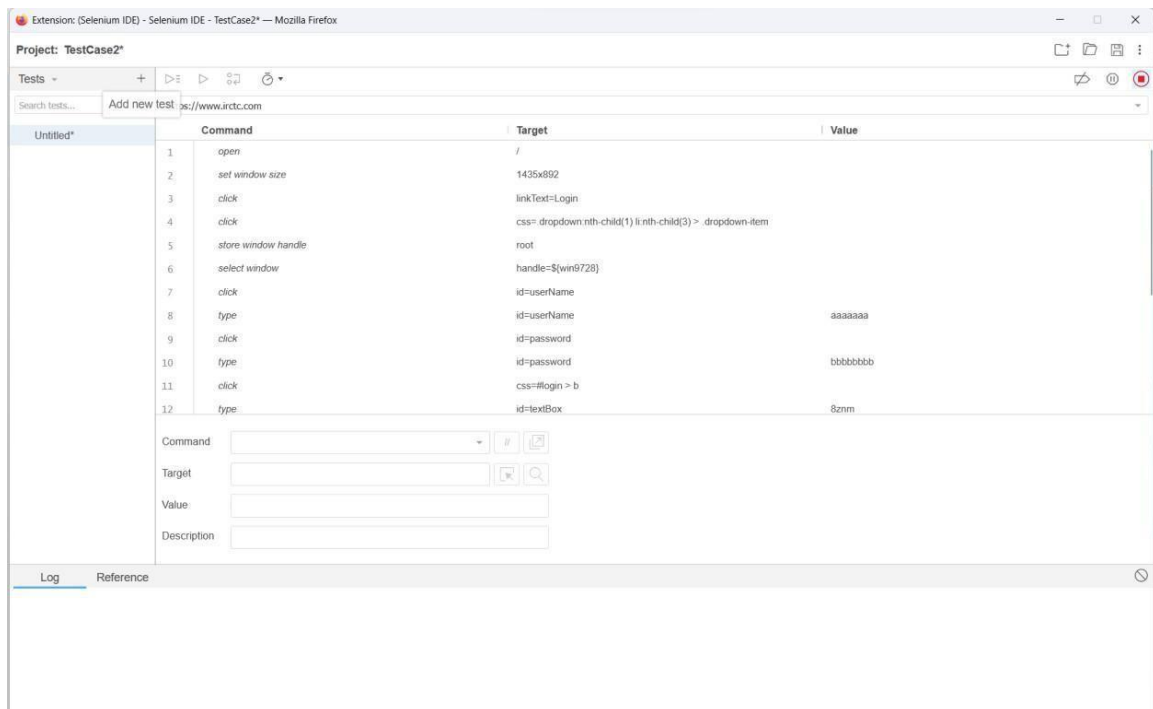 Extension: (Selenium IDE) - Selenium IDE - TestCase2* — Mozilla Firefox
Project: TestCase2*
Tests
Search tests...
Add new test
ps://www.irctc.com
Untitled*
Command Target Value
1 open /
2 set window size 1435x892
3 click linkText=Login
4 click css=.dropdown:nth-child(1) li:nth-child(3) > .dropdown-item
5 store window handle root
6 select window handle=${win9728}
7 click id=userName
8 type id=userName aaaaaaa
9 click id=password
10 type id=password bbbbbbbb
11 click css=#login > b
12 type id=textBox 8znm
Command //
Target
Value
Description
Log Reference